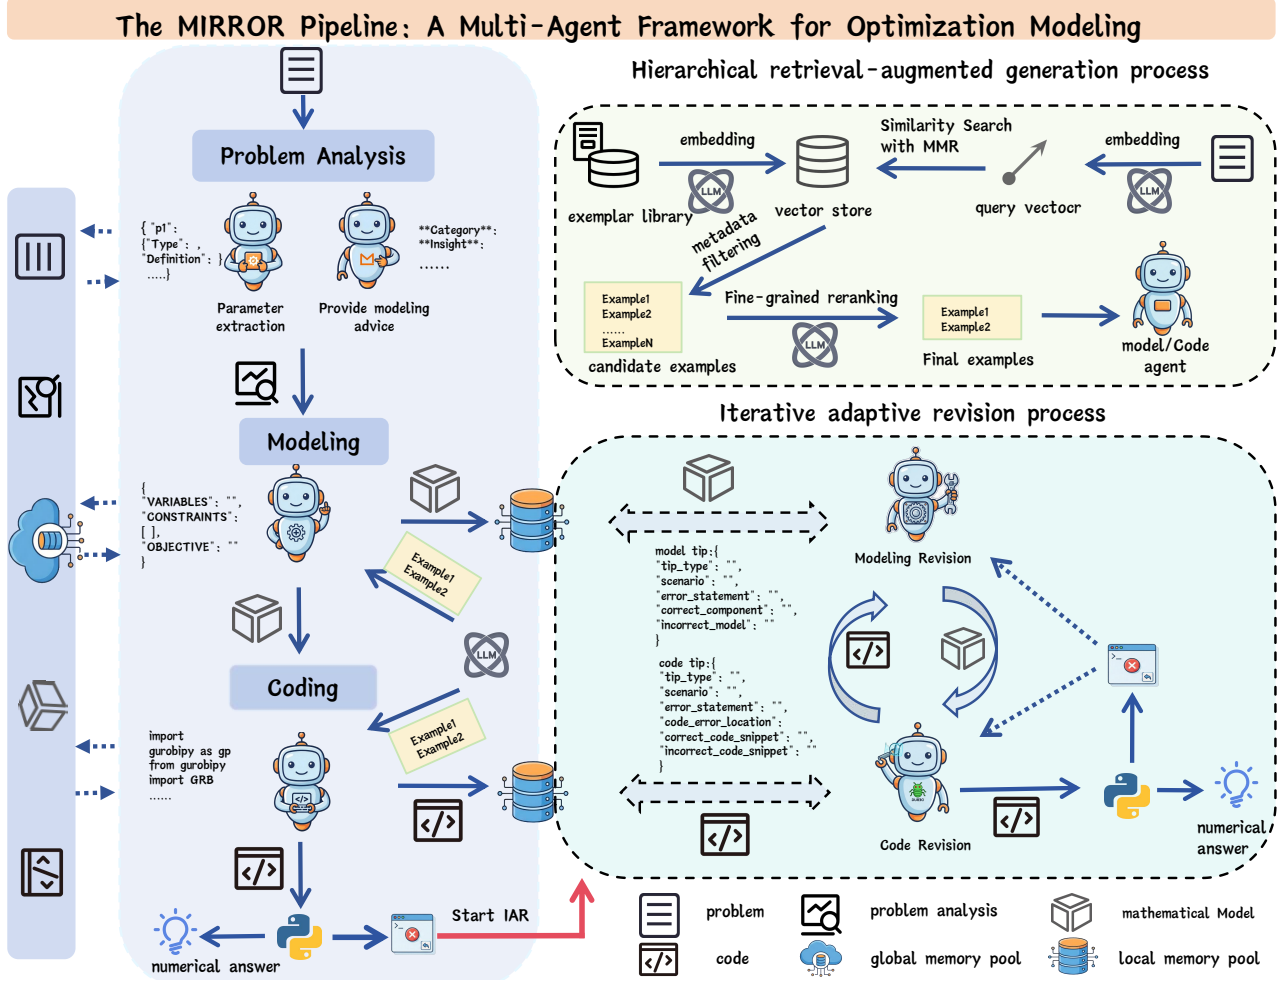 The MIRROR Pipeline: A Multi-Agent Framework for Optimization Modeling
Problem Analysis
{ "p1":
{"Type": ,
"Definition": }
.....}
Parameter
extraction
**Category**:
**Insight**:
......
Provide modeling
advice
Modeling
{
"VARIABLES": "",
"CONSTRAINTS":
[ ],
"OBJECTIVE": ""
}
Example1
Example2
LLM
Coding
Example1
Example2
import
gurobipy as gp
from gurobipy
import GRB
......
</>
</>
</>
Start IAR
numerical answer
Hierarchical retrieval-augmented generation process
exemplar library
embedding
LLM
vector store
Similarity Search
with MMR
query vectocr
embedding
LLM
metadata
filtering
Example1
Example2
......
ExampleN
candidate examples
Fine-grained reranking
LLM
Example1
Example2
Final examples
model/Code
agent
Iterative adaptive revision process
model tip:{
"tip_type": "",
"scenario": "",
"error_statement": "",
"correct_component": "",
"incorrect_model": ""
}
code tip:{
"tip_type": "",
"scenario": "",
"error_statement": "",
"code_error_location":
"correct_code_snippet": "",
"incorrect_code_snippet": ""
}
</>
Modeling Revision
</>
Code Revision
</>
numerical
answer
problem
problem analysis
mathematical Model
</>
code
global memory pool
local memory pool